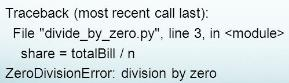 Traceback (most recent call last):
File "divide_by_zero.py", line 3, in <module>
share = totalBill / n
ZeroDivisionError: division by zero